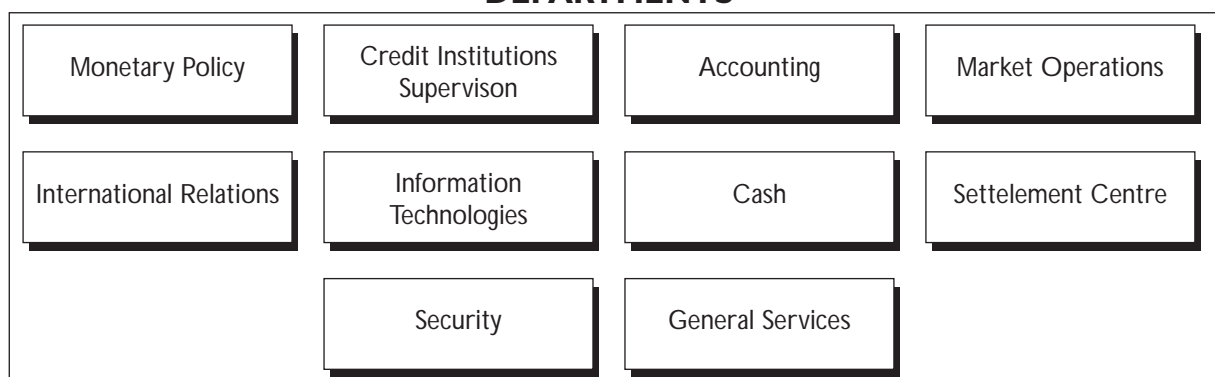 DEPARTMENTS
Monetary Policy
Credit Institutions
Supervison
Accounting
Market Operations
International Relations
Information
Technologies
Cash
Settelement Centre
Security
General Services